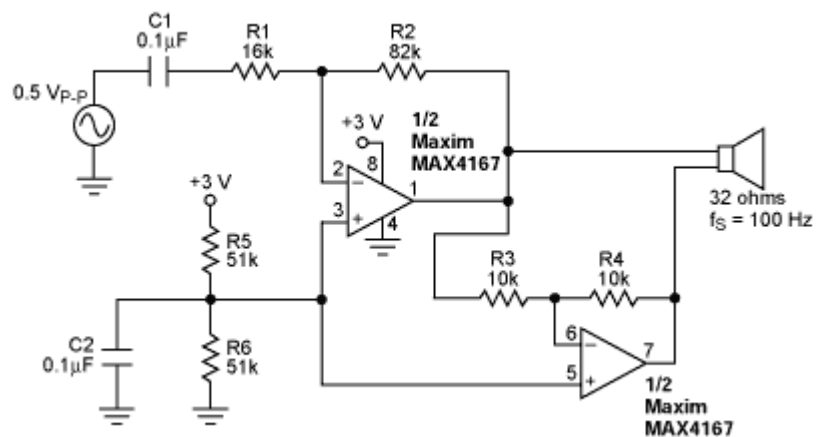 C1
0.1µF
R1
16k
R2
82k
0.5 VP-P
+3 V
1/2
Maxim
MAX4167
8
2
−
1
3
+
4
+3 V
R5
51k
32 ohms
fS = 100 Hz
R3
10k
R4
10k
C2
0.1µF
R6
51k
6
−
7
5
+
1/2
Maxim
MAX4167